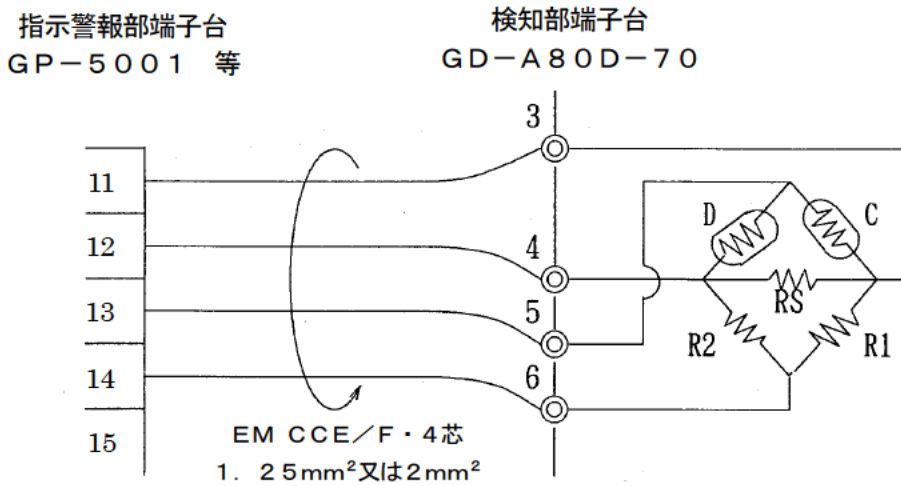 指示警報部端子台
GP－5001　等
検知部端子台
GD－A80D－70
3
11
D
C
12
4
RS
13
5
R2
R1
14
6
15
EM CCE／F・4芯
1．25mm²又は2mm²